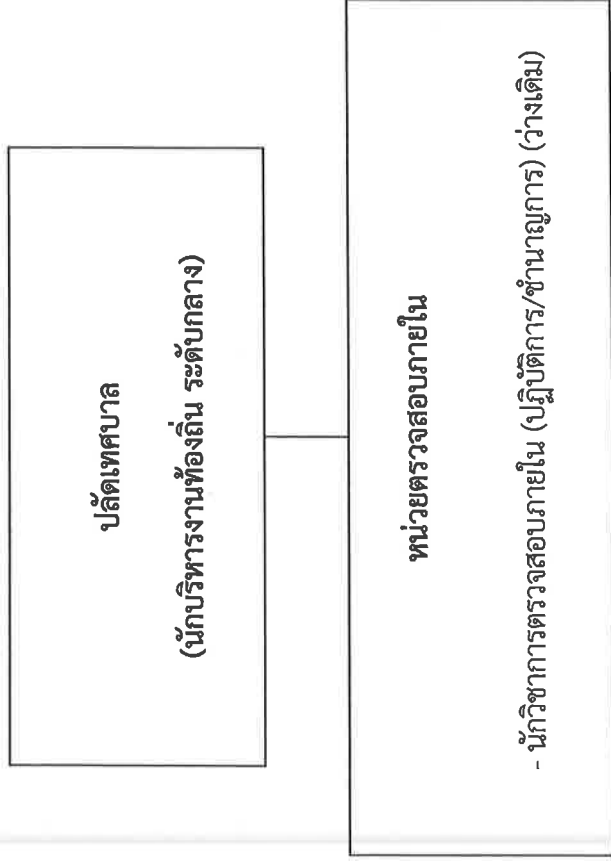 ปลัดเทศบาล
(นักบริหารงานท้องถิ่น ระดับกลาง)
หน่วยตรวจสอบภายใน
- นักวิชาการตรวจสอบภายใน (ปฏิบัติการ/ชำนาญการ) (ว่างเดิม)